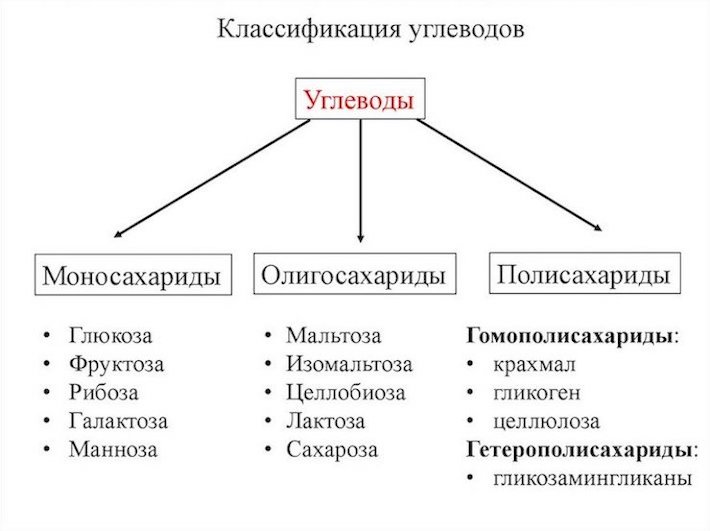 Классификация углеводов
Углеводы
Моносахариды
Олигосахариды
Полисахариды
• Глюкоза
• Фруктоза
• Рибоза
• Галактоза
• Манноза
• Мальтоза
• Изомальтоза
• Целлобиоза
• Лактоза
• Сахароза
Гомополисахариды:
• крахмал
• гликоген
• целлюлоза
Гетерополисахариды:
• гликозамингликаны